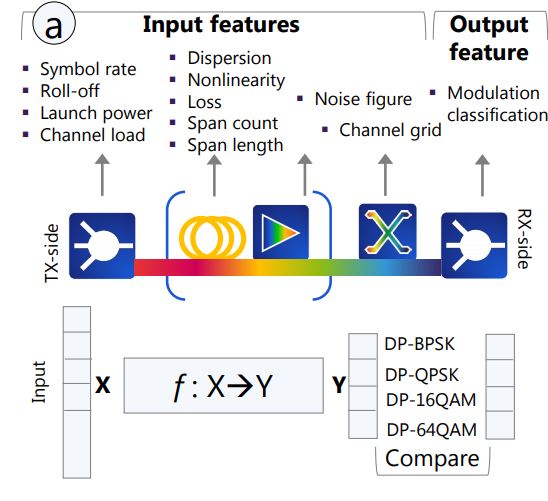 a
Input features
Output
feature
▪ Symbol rate
▪ Roll-off
▪ Launch power
▪ Channel load
▪ Dispersion
▪ Nonlinearity
▪ Loss
▪ Span count
▪ Span length
▪ Noise figure
▪ Channel grid
▪ Modulation
classification
TX-side
RX-side
Input
X
f : X→Y
Y
DP-BPSK
DP-QPSK
DP-16QAM
DP-64QAM
Compare